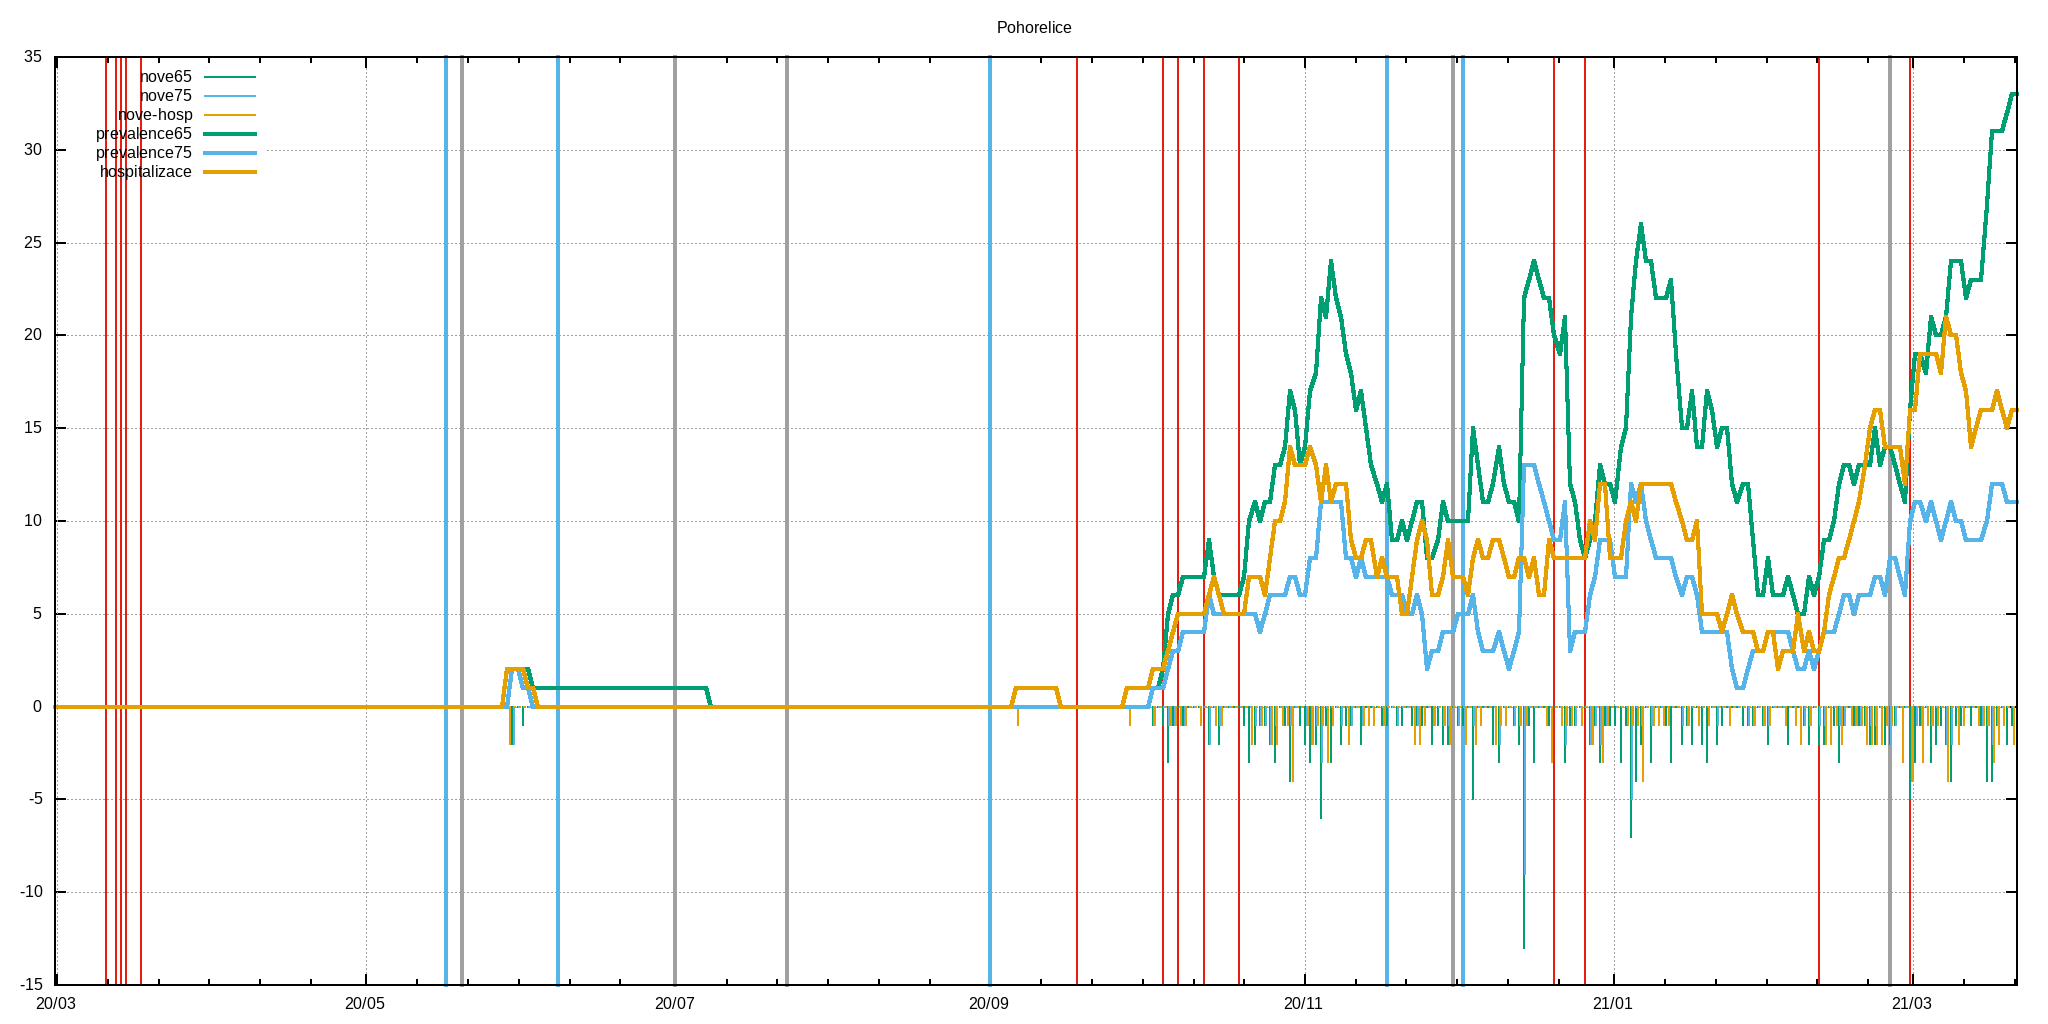 Pohorelice
nove65
nove75
nove-hosp
prevalence65
prevalence75
hospitalizace
35
30
25
20
15
10
5
0
-5
-10
-15
20/03 20/05 20/07 20/09 20/11 21/01 21/03